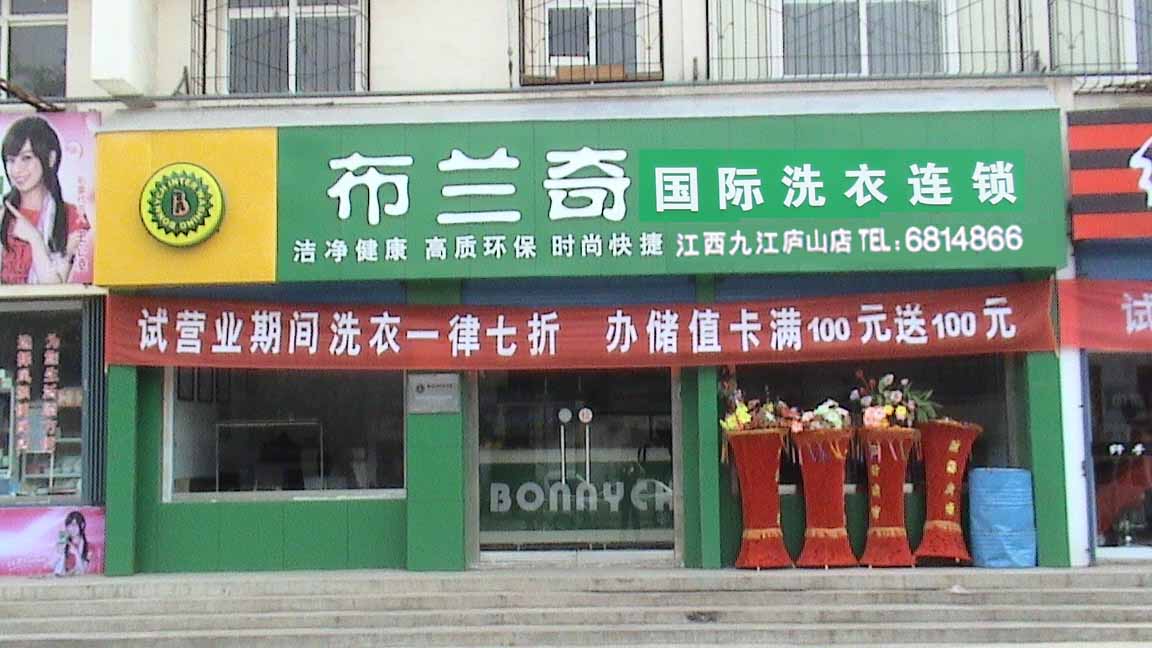 布兰奇 国际洗衣连锁
洁净健康 高质环保 时尚快捷 江西九江庐山店 TEL:6814866
试营业期间洗衣一律七折 办储值卡满100元送100元
试
BONNYCH